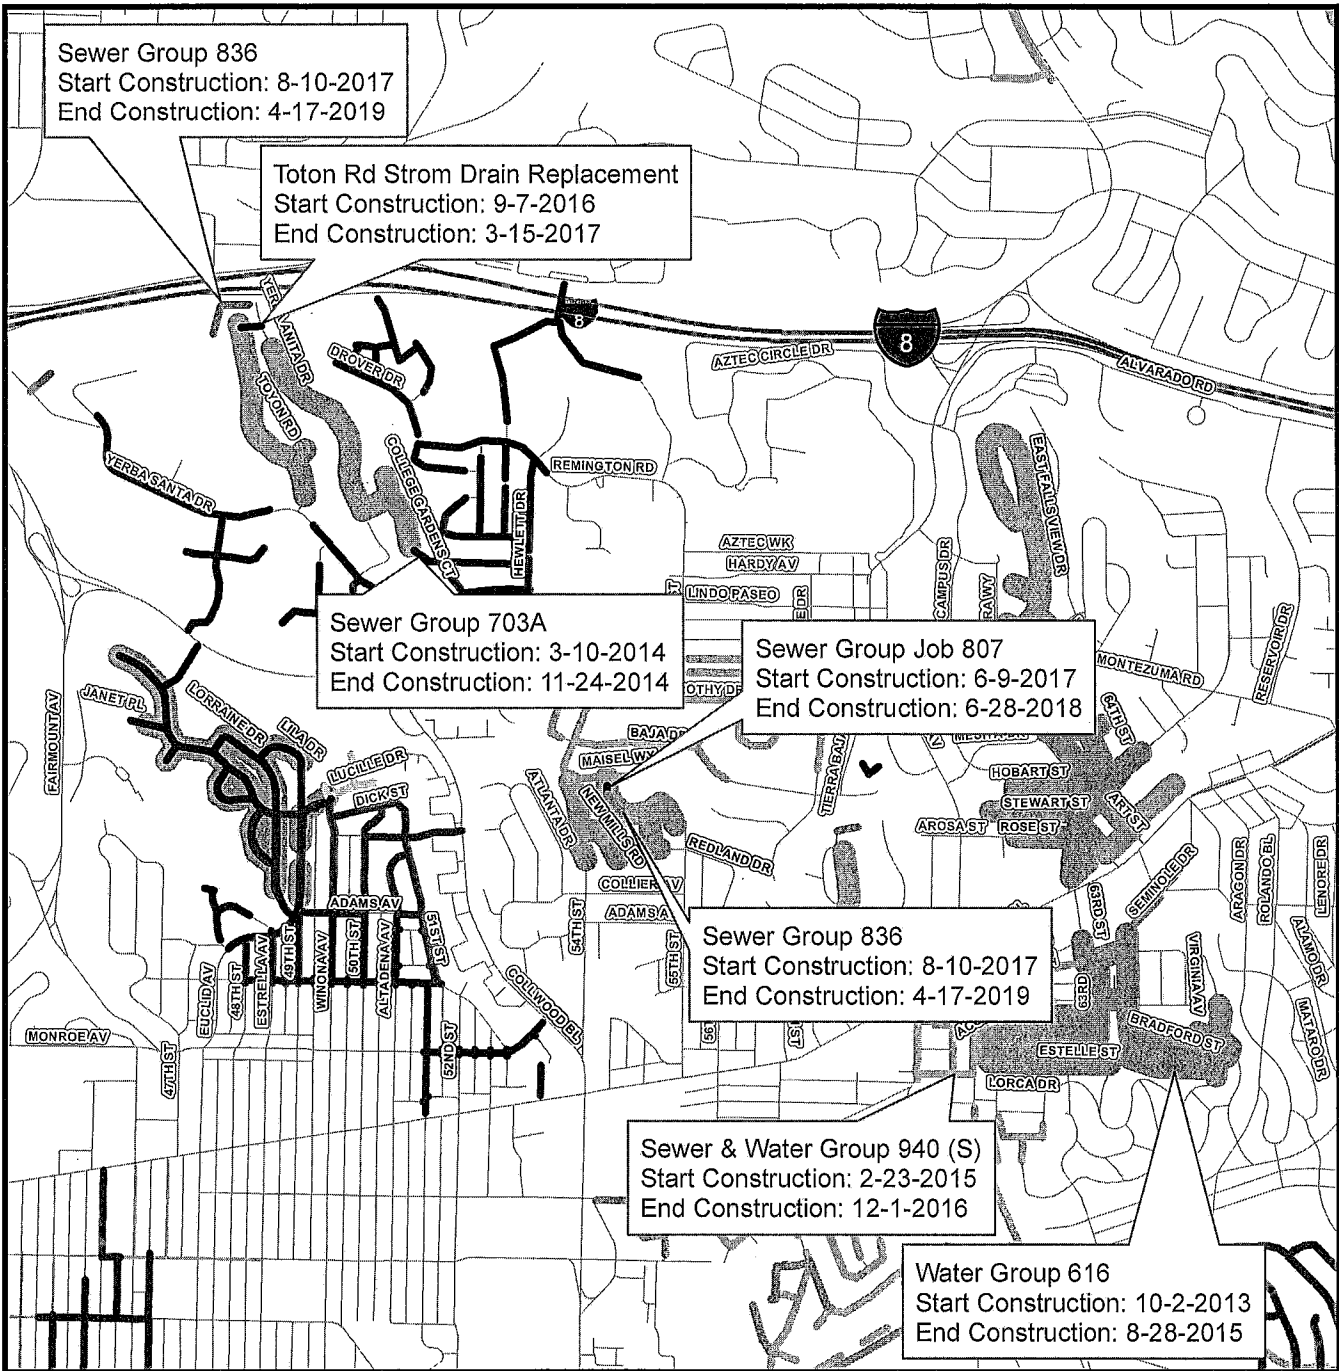 Sewer Group 836
Start Construction: 8-10-2017
End Construction: 4-17-2019
Toton Rd Strom Drain Replacement
Start Construction: 9-7-2016
End Construction: 3-15-2017
8
8
AZTEC CIRCLE DR
ALVARADO RD
DROVER DR
TOYON RD
COLLEGE GARDENS CT
REMINGTON RD
YERBA SANTA DR
HEWLETT DR
EAST FALLS VIEW DR
AZTEC WK
HARDY AV
LINDO PASEO
CAMPUS DR
RESERVOIR DR
Sewer Group 703A
Start Construction: 3-10-2014
End Construction: 11-24-2014
Sewer Group Job 807
Start Construction: 6-9-2017
End Construction: 6-28-2018
MONTEZUMA RD
JANET PL
LORRAINE DR
LILA DR
LUCILLE DR
DICK ST
FAIRMOUNT AV
BAJA DR
MAISEL WY
ATLANTA DR
NEW MILLS RD
REDLAND DR
COLLIER AV
64TH ST
HOBART ST
STEWART ST
ART ST
AROSA ST
ROSE ST
SEMINOLE DR
ARAGON DR
ROLANDO BL
LENORE DR
ALAMO DR
MATARO DR
ADAMS AV
ADAMS A
54TH ST
55TH ST
63RD ST
63RD
VIRGINIA AV
51ST ST
EUCLID AV
48TH ST
ESTRELLA AV
49TH ST
WINONA AV
50TH ST
ALTADENA AV
COLLWOOD BL
Sewer Group 836
Start Construction: 8-10-2017
End Construction: 4-17-2019
MONROE AV
47TH ST
52ND ST
BRADFORD ST
ESTELLE ST
LORCA DR
Sewer & Water Group 940 (S)
Start Construction: 2-23-2015
End Construction: 12-1-2016
Water Group 616
Start Construction: 10-2-2013
End Construction: 8-28-2015